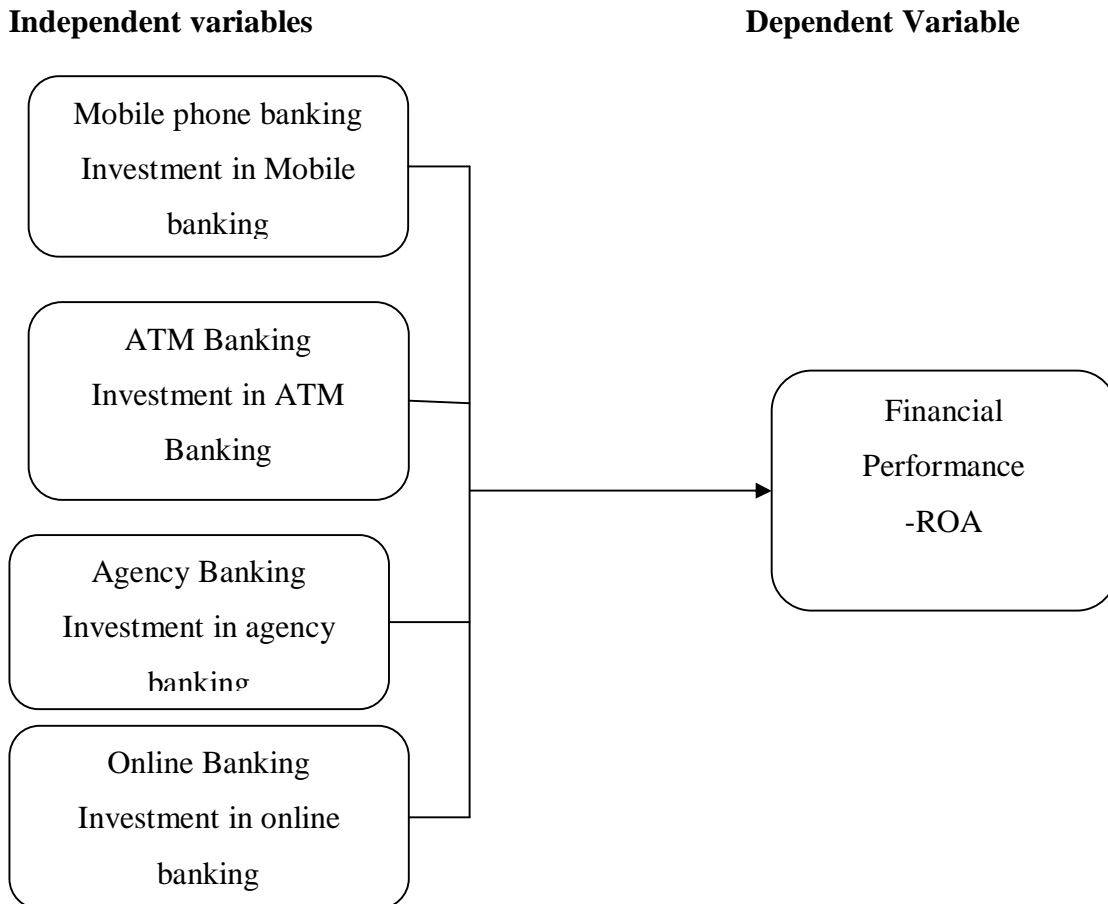 Independent variables
Dependent Variable
Mobile phone banking
Investment in Mobile
banking
ATM Banking
Investment in ATM
Banking
Agency Banking
Investment in agency
banking
Online Banking
Investment in online
banking
Financial
Performance
-ROA